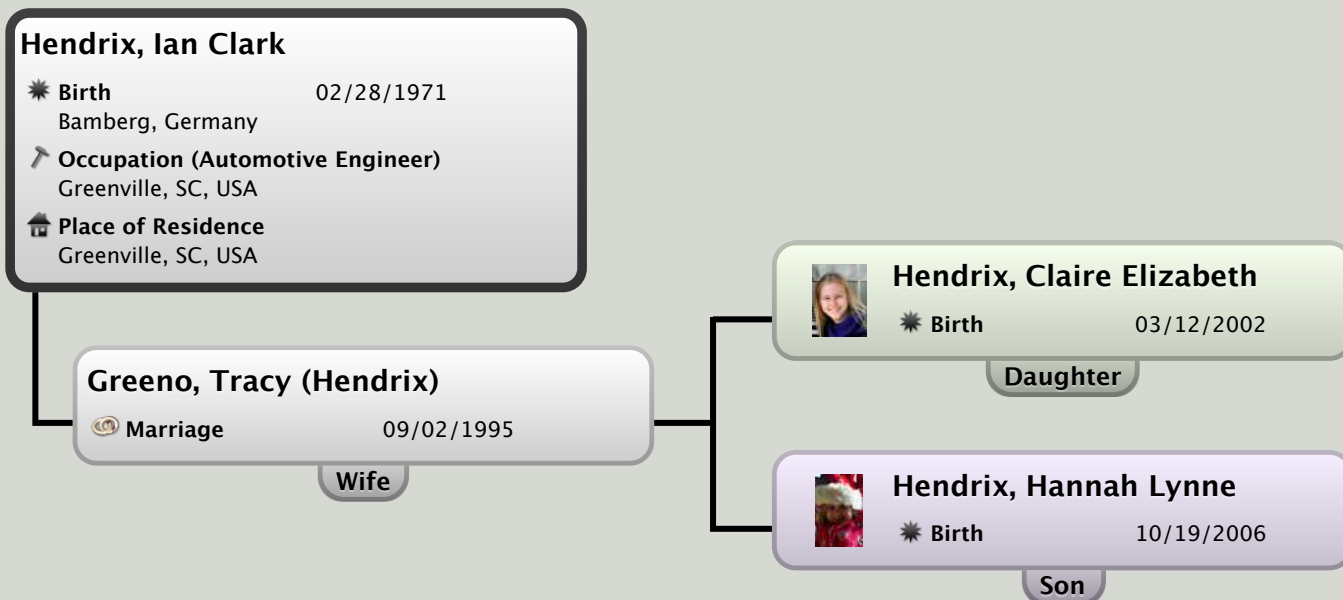 Hendrix, Ian Clark
Birth 02/28/1971
Bamberg, Germany
Occupation (Automotive Engineer)
Greenville, SC, USA
Place of Residence
Greenville, SC, USA
Greeno, Tracy (Hendrix)
Marriage 09/02/1995
Wife
Hendrix, Claire Elizabeth
Birth 03/12/2002
Daughter
Hendrix, Hannah Lynne
Birth 10/19/2006
Son